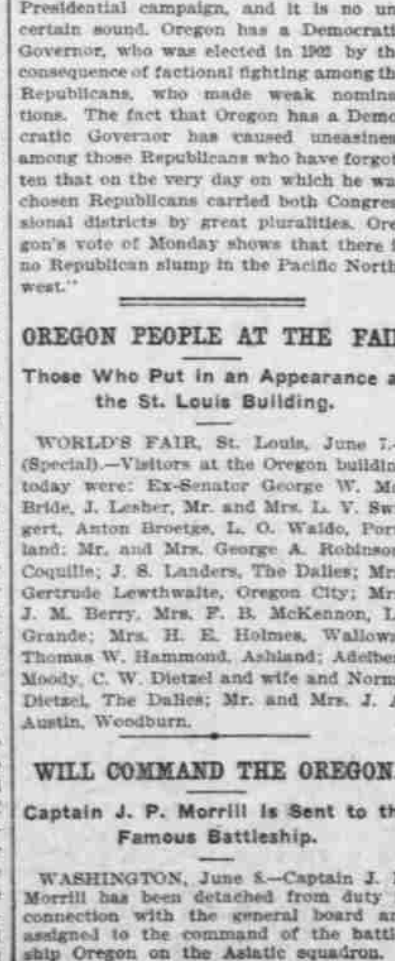 Presidential campaign, and it is no un-
certain sound. Oregon has a Democrati
Governor, who was elected in 1902 by th
consequence of factional fighting among th
Republicans, who made weak nomina
tions. The fact that Oregon has a Demo
cratic Governor has caused uneasines
among those Republicans who have forgot
ten that on the very day on which he wa
chosen Republicans carried both Congres
sional districts by great pluralities. Ore
gon's vote of Monday shows that there i
no Republican slump in the Pacific North
west."
OREGON PEOPLE AT THE FAI
Those Who Put in an Appearance a
the St. Louis Building.
WORLD'S FAIR, St. Louis, June 7.-
(Special).—Visitors at the Oregon buildin
today were: Ex-Senator George W. Mc
Bride, J. Lesher, Mr. and Mrs. L. V. Swi
gert, Anton Broetge, L. O. Waldo, Port
land; Mr. and Mrs. George A. Robinson
Coquille; J. S. Landers, The Dalles; Mrs
Gertrude Lewthwaite, Oregon City; Mr
J. M. Berry, Mrs. F. B. McKennon, L
Grande; Mrs. H. E. Holmes, Wallowa
Thomas W. Hammond, Ashland; Adelber
Moody, C. W. Dietzel and wife and Norm
Dietzel, The Dalles; Mr. and Mrs. J. A
Austin, Woodburn.
WILL COMMAND THE OREGON
Captain J. P. Morrill Is Sent to th
Famous Battleship.
WASHINGTON, June 8.—Captain J. P
Morrill has been detached from duty
connection with the general board an
assigned to the command of the battl
ship Oregon on the Asiatic squadron.